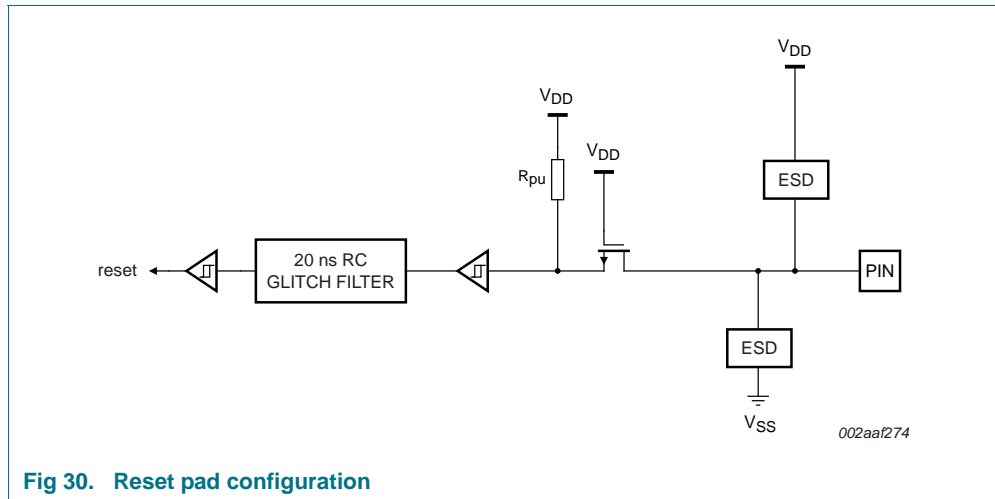 VDD
VDD
VDD
Rpu
ESD
reset
20 ns RC
GLITCH FILTER
PIN
ESD
VSS
002aaf274
Fig 30. Reset pad configuration